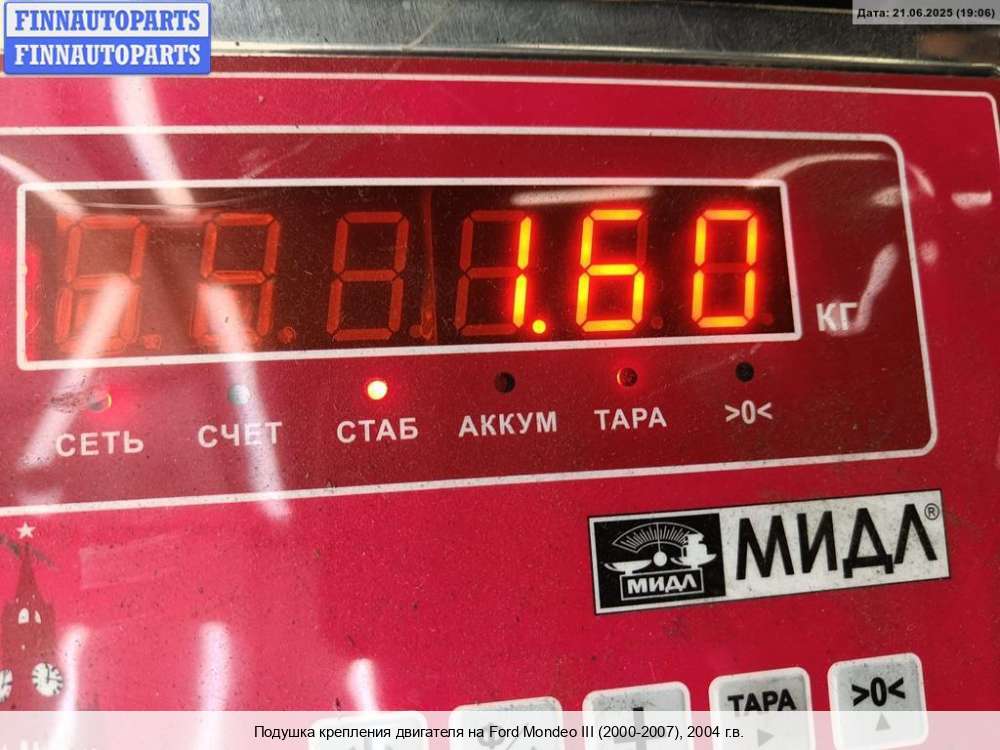 FINNAUTOPARTS
FINNAUTOPARTS
Дата: 21.06.2025 (19:06)
1.60
КГ
СЕТЬ СЧЕТ СТАБ АККУМ ТАРА >0<
МИДЛ МИДЛ®
ТАРА >0<
Подушка крепления двигателя на Ford Mondeo III (2000-2007), 2004 г.в.